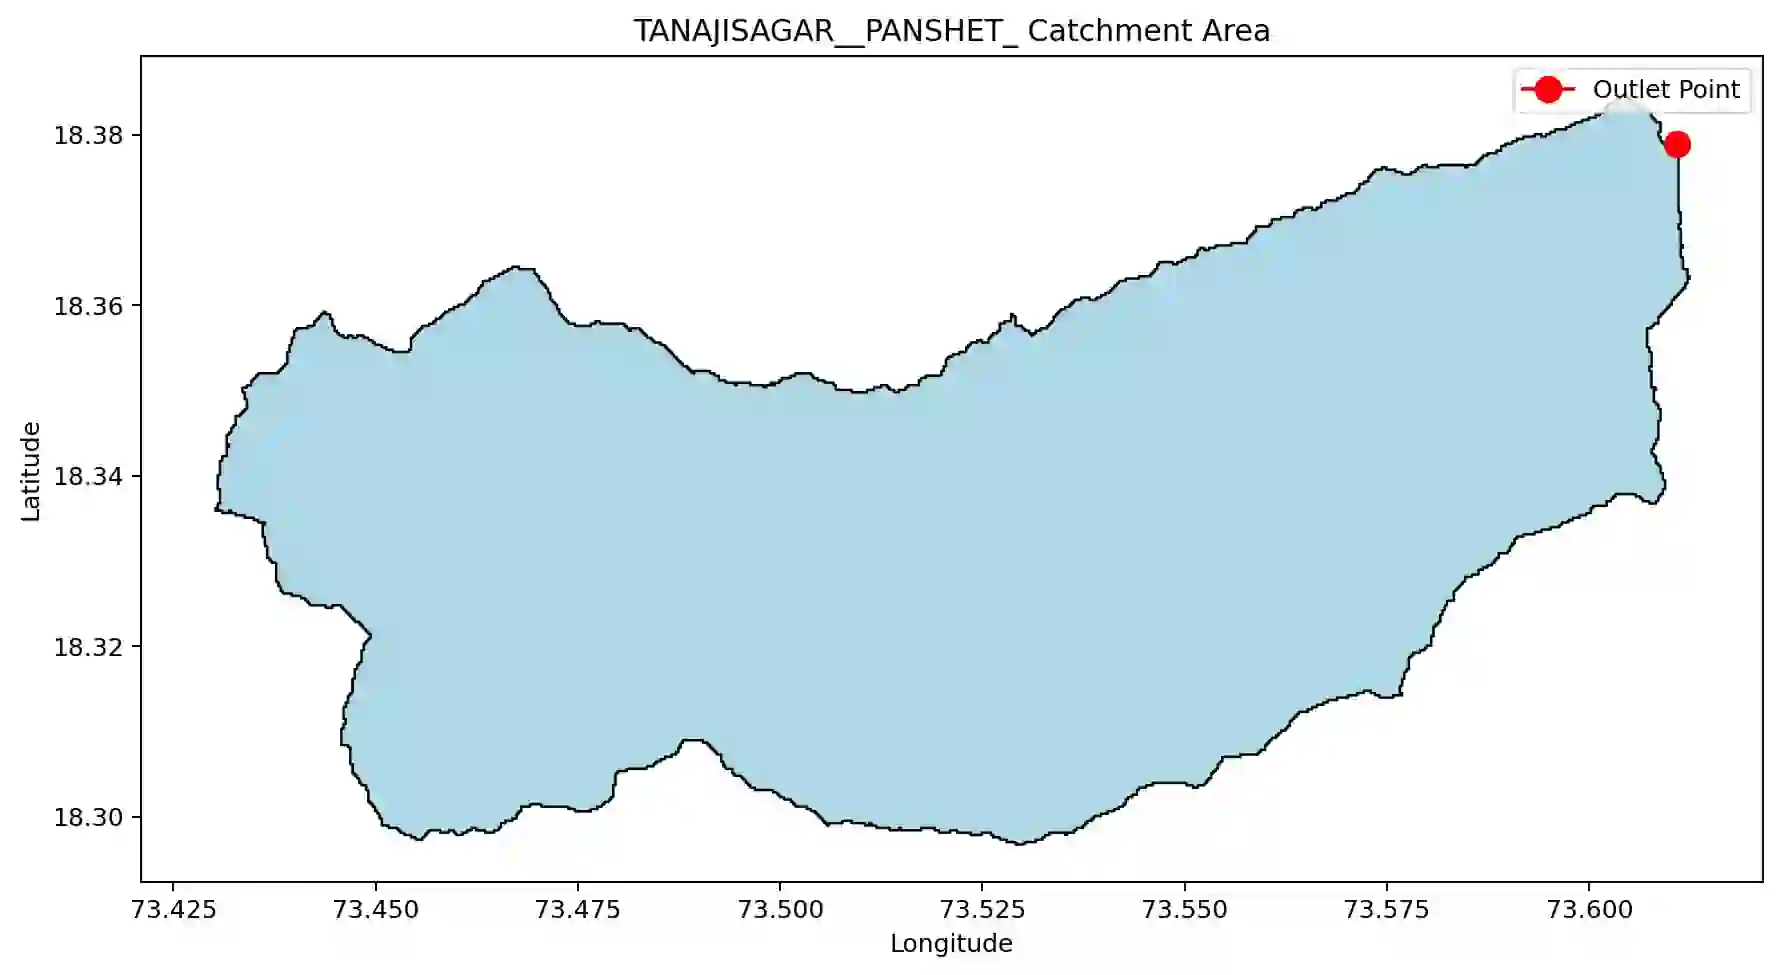 TANAJISAGAR__PANSHET_ Catchment Area
Outlet Point
18.38
18.36
18.34
18.32
18.30
Latitude
73.425 73.450 73.475 73.500 73.525 73.550 73.575 73.600
Longitude